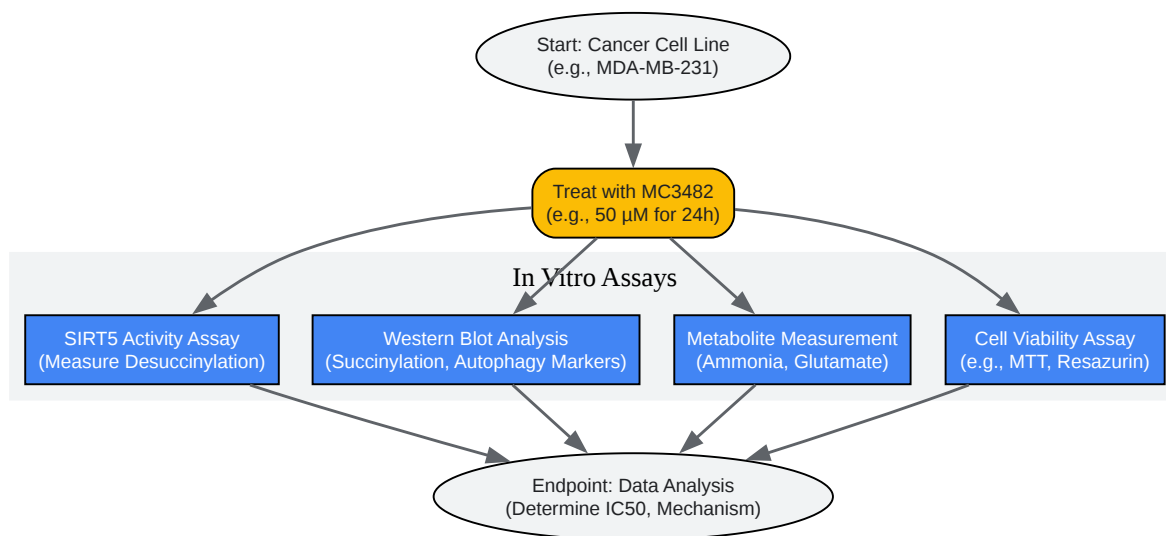 Start: Cancer Cell Line
(e.g., MDA-MB-231)
Treat with MC3482
(e.g., 50 µM for 24h)
In Vitro Assays
SIRT5 Activity Assay
(Measure Desuccinylation)
Western Blot Analysis
(Succinylation, Autophagy Markers)
Metabolite Measurement
(Ammonia, Glutamate)
Cell Viability Assay
(e.g., MTT, Resazurin)
Endpoint: Data Analysis
(Determine IC50, Mechanism)